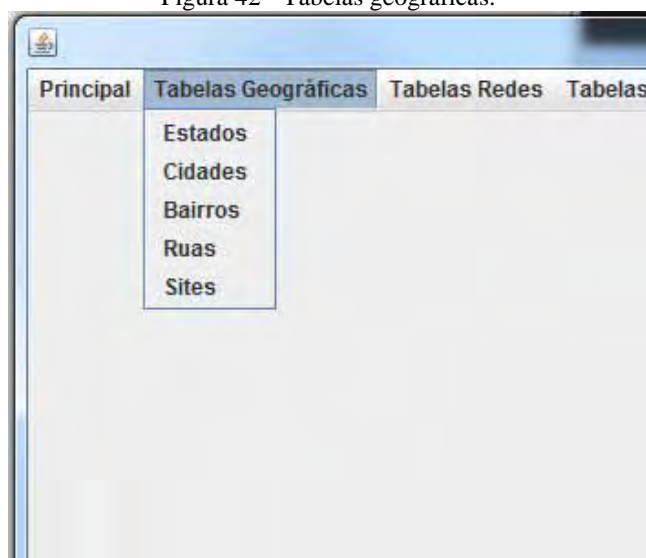 Figura 42 - Tabelas geográficas.
Principal Tabelas Geográficas Tabelas Redes Tabelas
Estados
Cidades
Bairros
Ruas
Sites